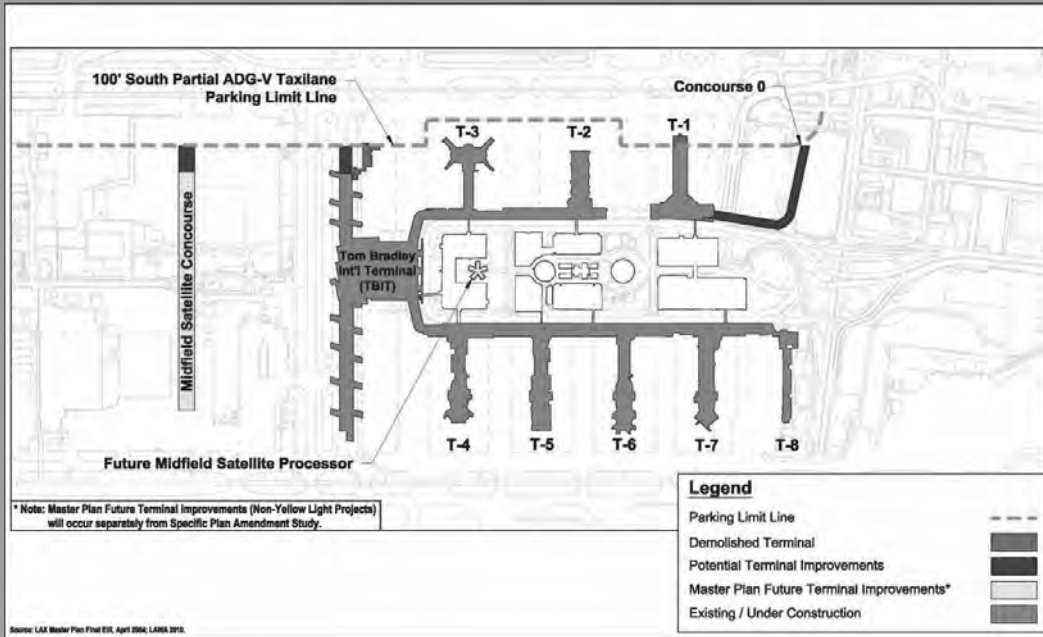 100' South Partial ADG-V Taxilane
Parking Limit Line
Concourse 0
T-3
T-2
T-1
Midfield Satellite Concourse
Tom Bradley
Int'l Terminal
(TBIT)
T-4
T-5
T-6
T-7
T-8
Future Midfield Satellite Processor
* Note: Master Plan Future Terminal Improvements (Non-Yellow Light Projects)
will occur separately from Specific Plan Amendment Study.
Legend
Parking Limit Line
Demolished Terminal
Potential Terminal Improvements
Master Plan Future Terminal Improvements*
Existing / Under Construction
Source: LAX Master Plan Final EIR, April 2004; LAWA 2010.